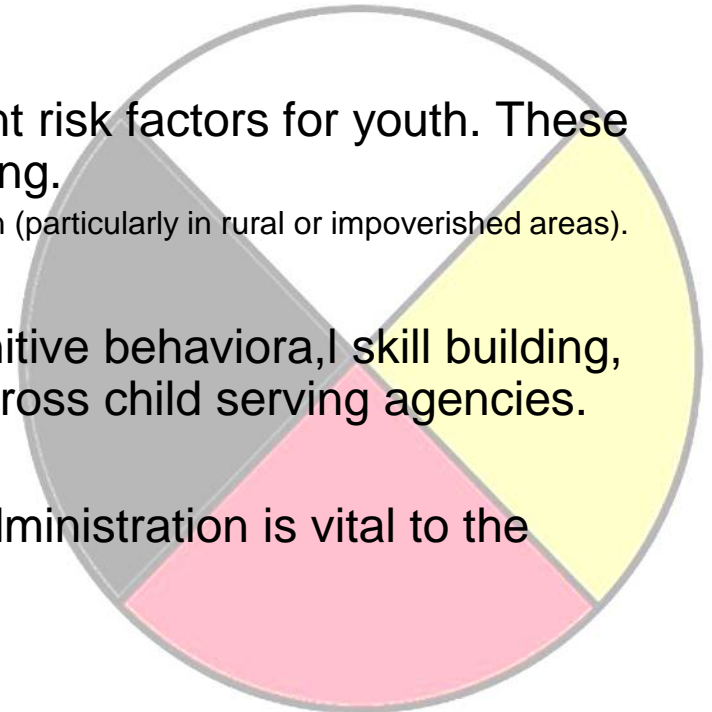 nt risk factors for youth. These
ng.
n (particularly in rural or impoverished areas).
nitive behaviora,l skill building,
ross child serving agencies.
dministration is vital to the